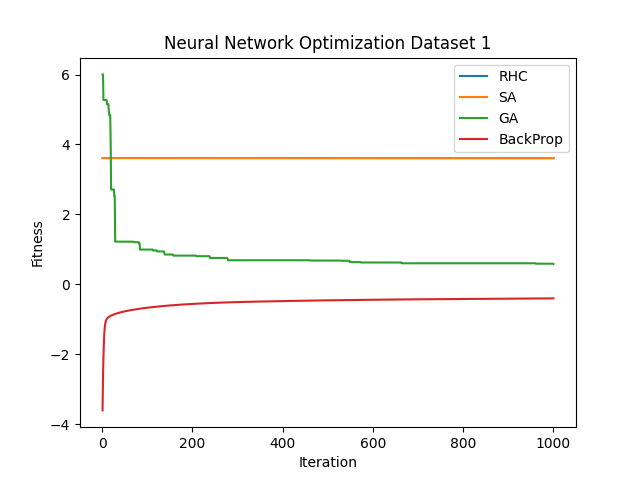 Neural Network Optimization Dataset 1
RHC
SA
GA
BackProp
6
4
2
0
−2
−4
Fitness
0
200
400
600
800
1000
Iteration